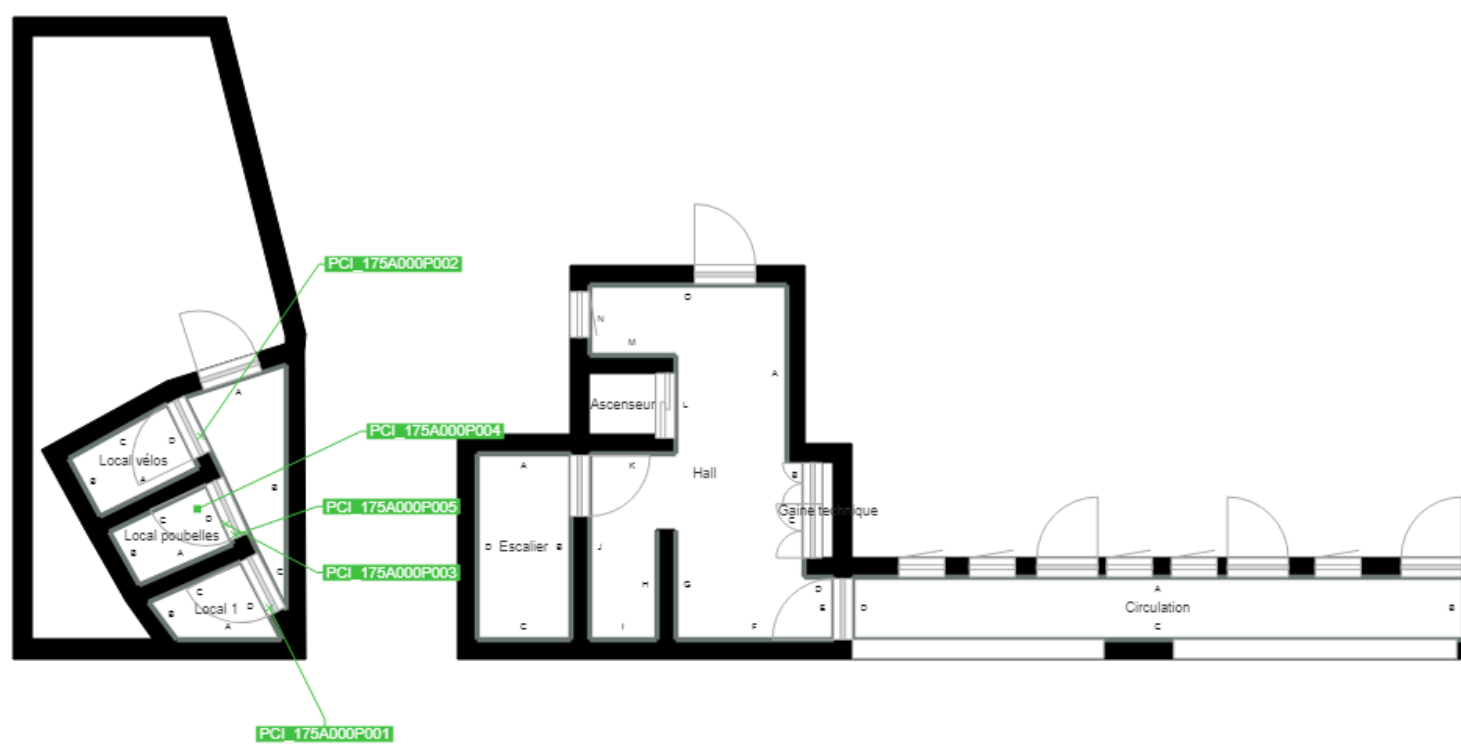 PCI_175A000P002
O
N
M
A
A
Ascenseur
L
PCI_175A000P004
C
D
Local vélos
A
K
B
A
Hall
B
B
PCI_175A000P005
Gaine technique
C
C
D
Local poubelles
B
A
D
Escalier
B
J
PCI_175A000P003
C
H
G
D
A
C
D
Local 1
B
A
C
I
F
E
D
Circulation
B
C
PCI_175A000P001